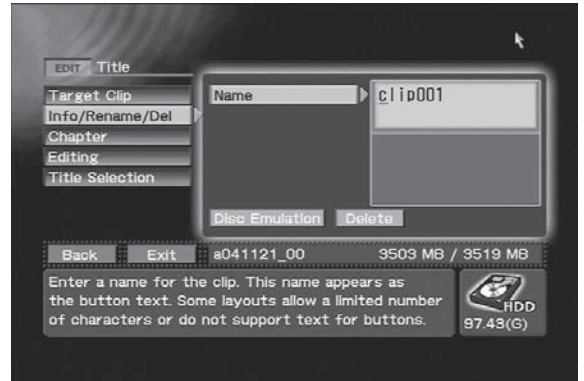 EDIT Title
Target Clip
Info/Rename/Del
Chapter
Editing
Title Selection
Name
clip001
Disc Emulation Delete
Back Exit a041121_00 3503 MB / 3519 MB
Enter a name for the clip. This name appears as
the button text. Some layouts allow a limited number
of characters or do not support text for buttons.
HDD
97.43(G)